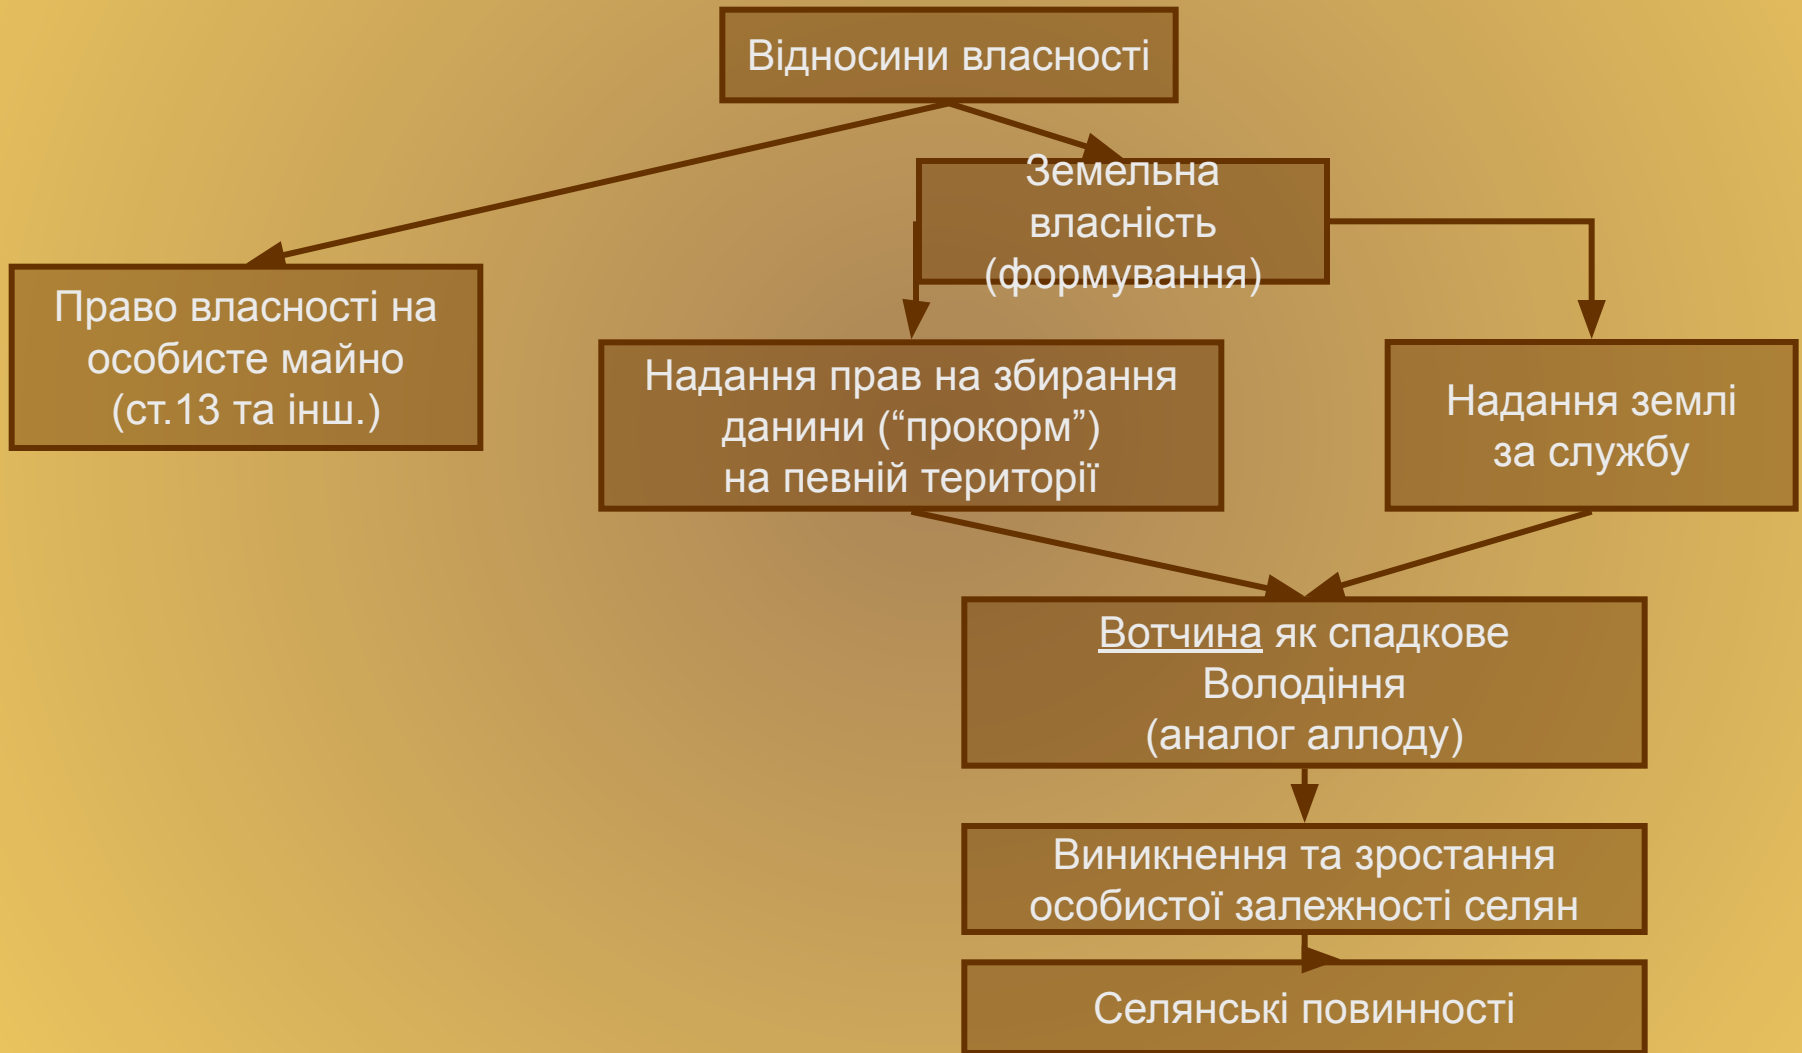 Відносини власності
Земельна
власність
(формування)
Право власності на
особисте майно
(ст.13 та інш.)
Надання прав на збирання
данини (“прокорм”)
на певній території
Надання землі
за службу
Вотчина як спадкове
Володіння
(аналог аллоду)
Виникнення та зростання
особистої залежності селян
Селянські повинності